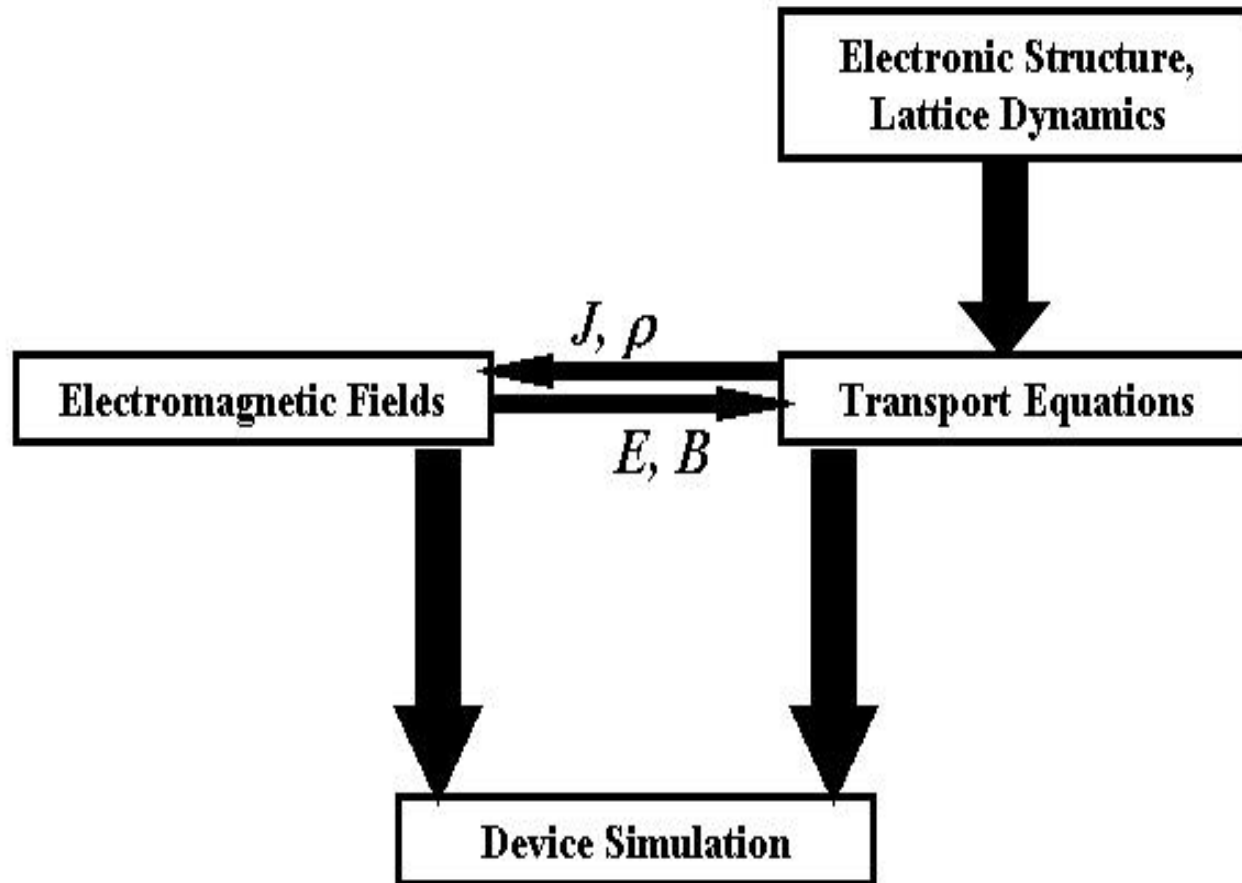 Electronic Structure,
Lattice Dynamics
J, ρ
Electromagnetic Fields
Transport Equations
E, B
Device Simulation